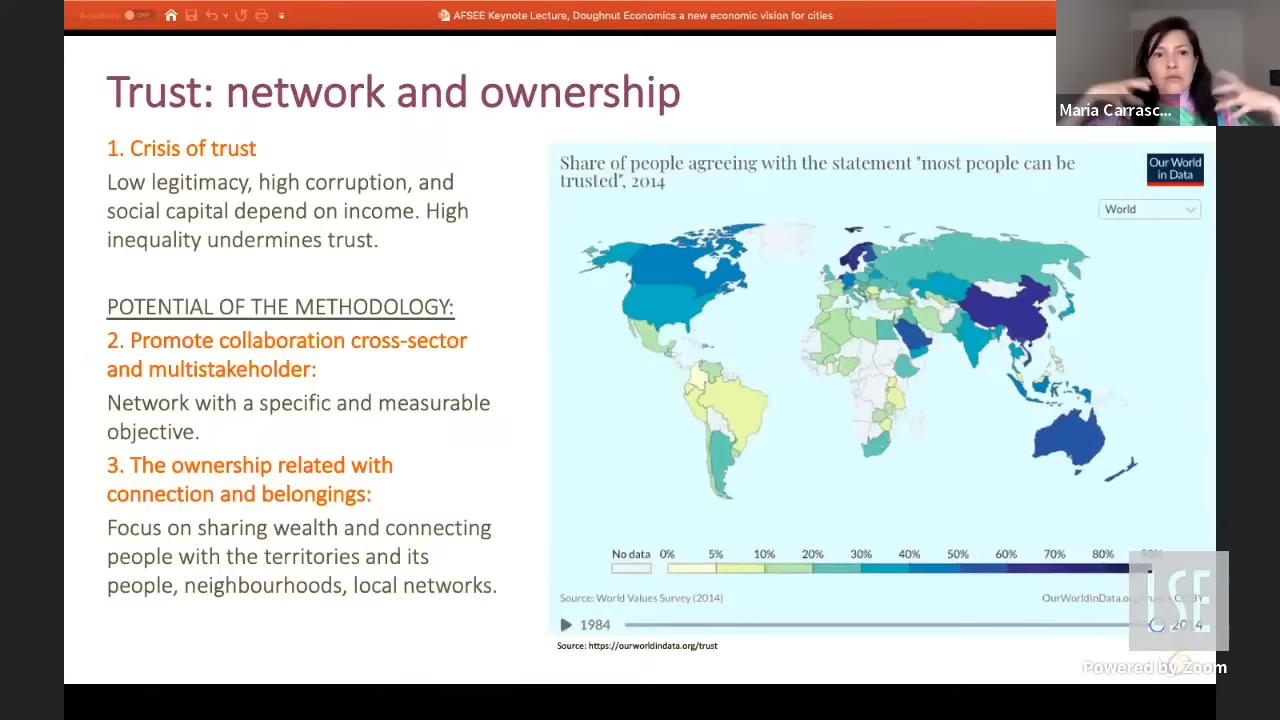 AutoSave OFF
AFSEE Keynote Lecture, Doughnut Economics a new economic vision for cities
Maria Carrasc...
Trust: network and ownership
1. Crisis of trust
Low legitimacy, high corruption, and
social capital depend on income. High
inequality undermines trust.
POTENTIAL OF THE METHODOLOGY:
2. Promote collaboration cross-sector
and multistakeholder:
Network with a specific and measurable
objective.
3. The ownership related with
connection and belongings:
Focus on sharing wealth and connecting
people with the territories and its
people, neighbourhoods, local networks.
Share of people agreeing with the statement "most people can be
trusted", 2014
Our World
in Data
World
No data 0% 5% 10% 20% 30% 40% 50% 60% 70% 80% 90%
Source: World Values Survey (2014)
1984 2014
Source: https://ourworldindata.org/trust
LSE
Powered by Zoom